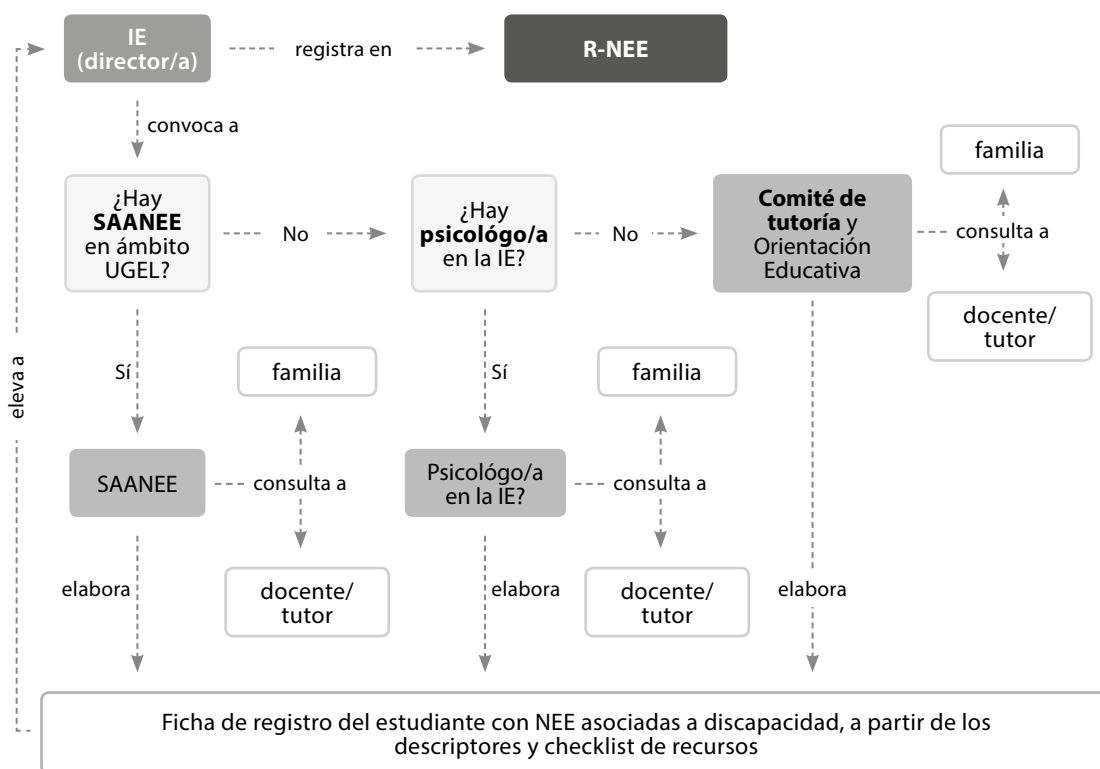 IE
(director/a)
registra en
R-NEE
convoca a
familia
¿Hay
SAANEE
en ámbito
UGEL?
No
¿Hay
psicológo/a
en la IE?
No
Comité de
tutoría y
Orientación
Educativa
consulta a
docente/
tutor
eleva a
Sí
familia
Sí
familia
SAANEE
consulta a
Psicológo/a
en la IE?
consulta a
elabora
docente/
tutor
elabora
docente/
tutor
elabora
Ficha de registro del estudiante con NEE asociadas a discapacidad, a partir de los
descriptores y checklist de recursos